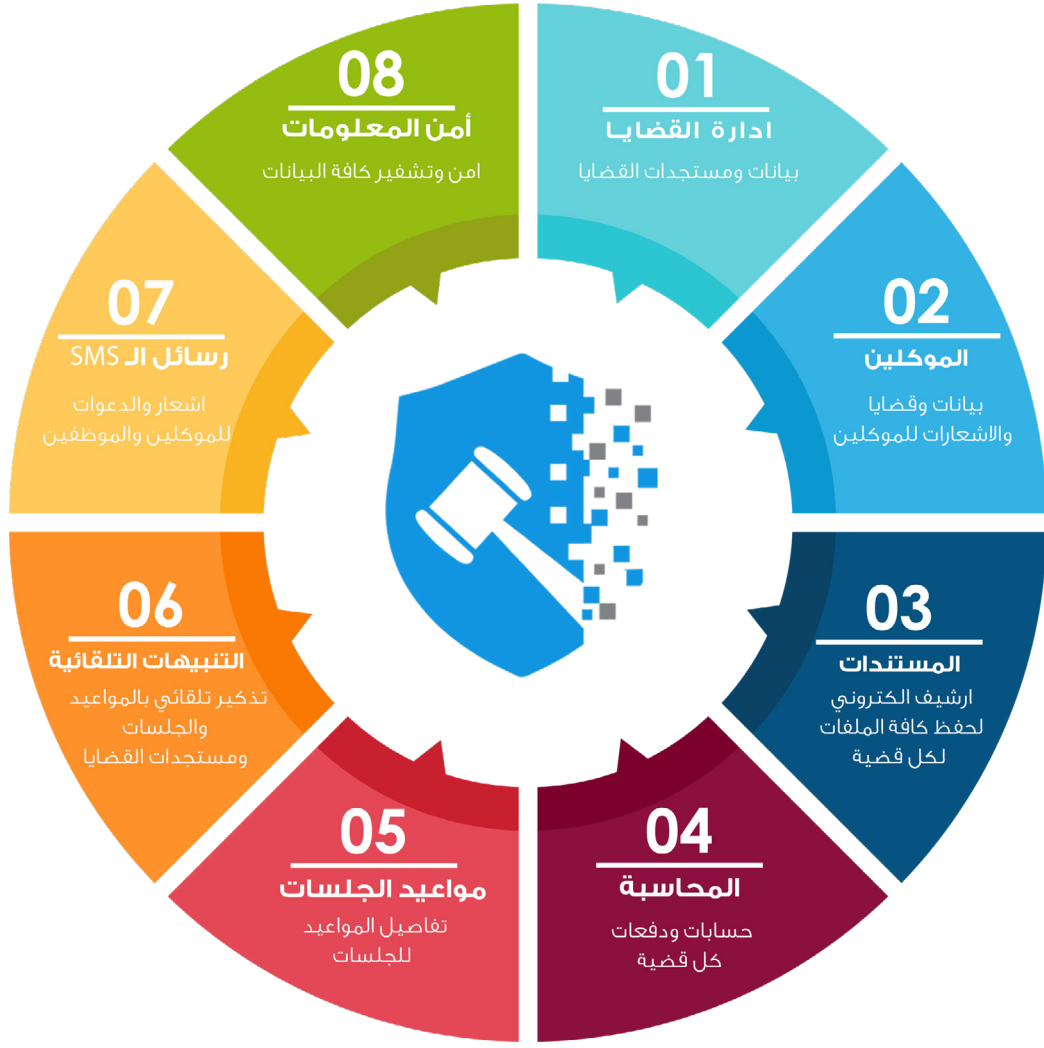 01
ادارة القضايا
بيانات ومستجدات القضايا
02
الموكلين
بيانات وقضايا
والاشعارات للموكلين
03
المستندات
ارشيف الكتروني
لحفظ كافة الملفات
لكل قضية
04
المحاسبة
حسابات ودفعات
كل قضية
05
مواعيد الجلسات
تفاصيل المواعيد
للجلسات
06
التنبيهات التلقائية
تذكير تلقائي بالمواعيد
والجلسات
ومستجدات القضايا
07
رسائل الـ SMS
اشعار والدعوات
للموكلين والموظفين
08
أمن المعلومات
امن وتشفير كافة البيانات